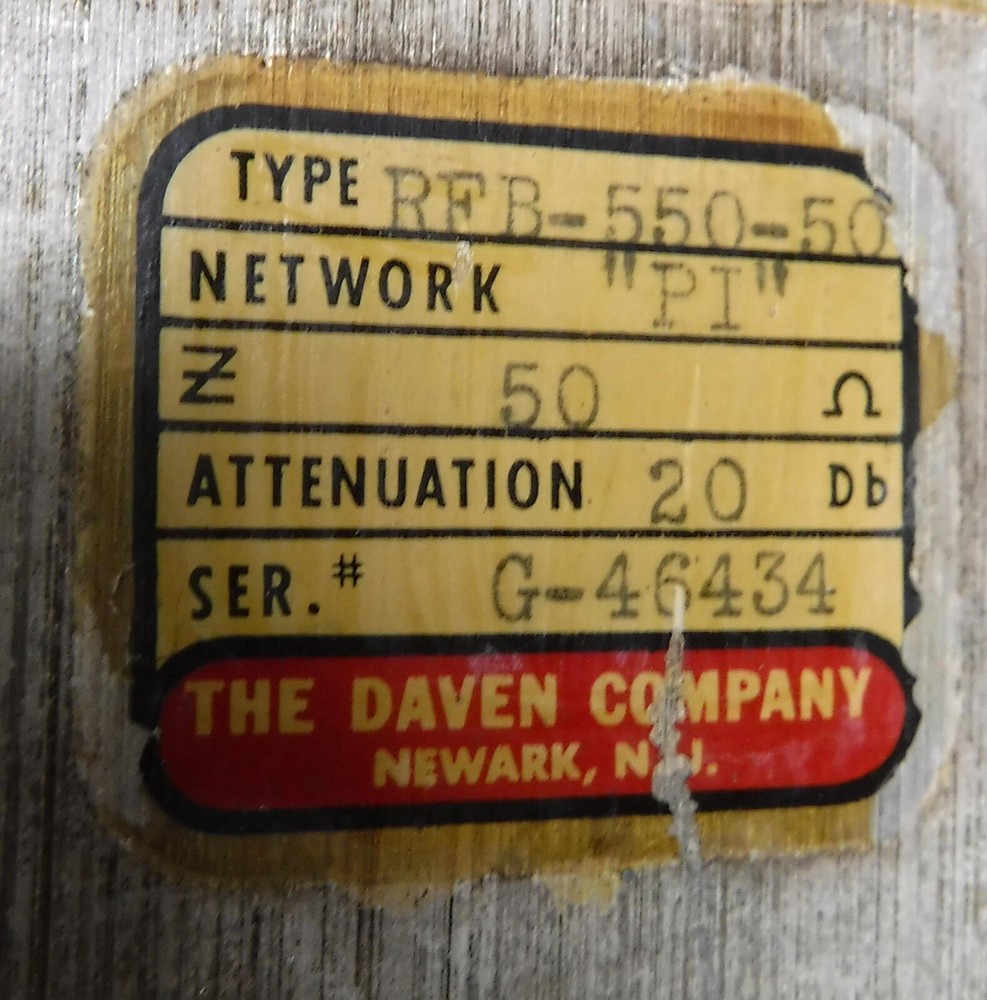 TYPE RFB-550-50
NETWORK "PI"
Z 50 Ω
ATTENUATION 20 Db
SER.# G-46434
THE DAVEN COMPANY
NEWARK, N.J.